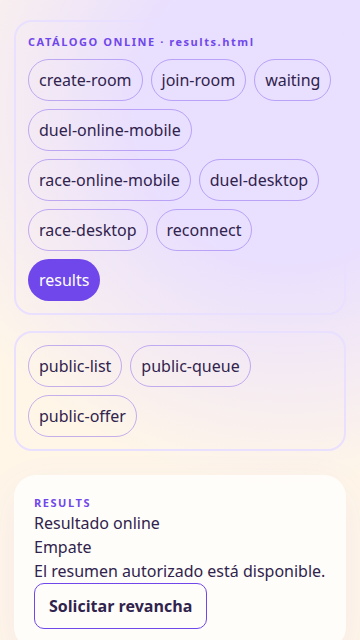 CATÁLOGO ONLINE · results.html
create-room join-room waiting
duel-online-mobile
race-online-mobile duel-desktop
race-desktop reconnect
results
public-list public-queue
public-offer
RESULTS
Resultado online
Empate
El resumen autorizado está disponible.
Solicitar revancha